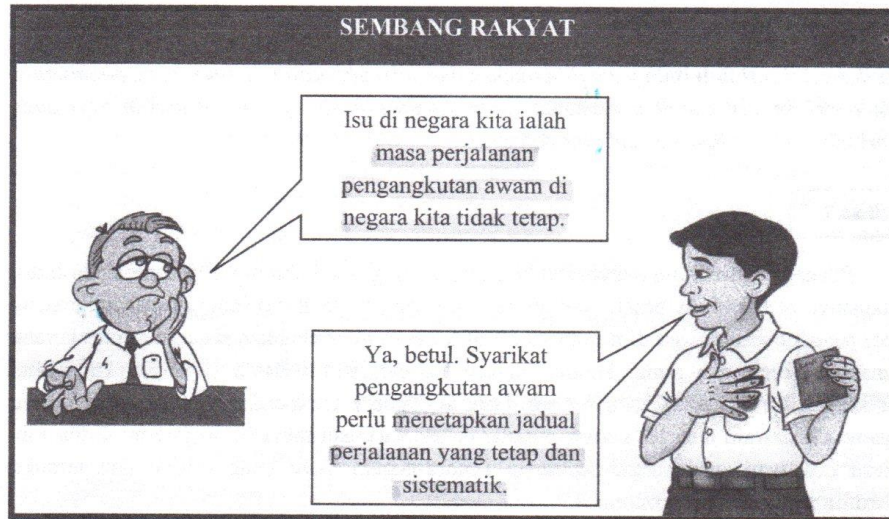 SEMBANG RAKYAT
Isu di negara kita ialah
masa perjalanan
pengangkutan awam di
negara kita tidak tetap.
Ya, betul. Syarikat
pengangkutan awam
perlu menetapkan jadual
perjalanan yang tetap dan
sistematik.